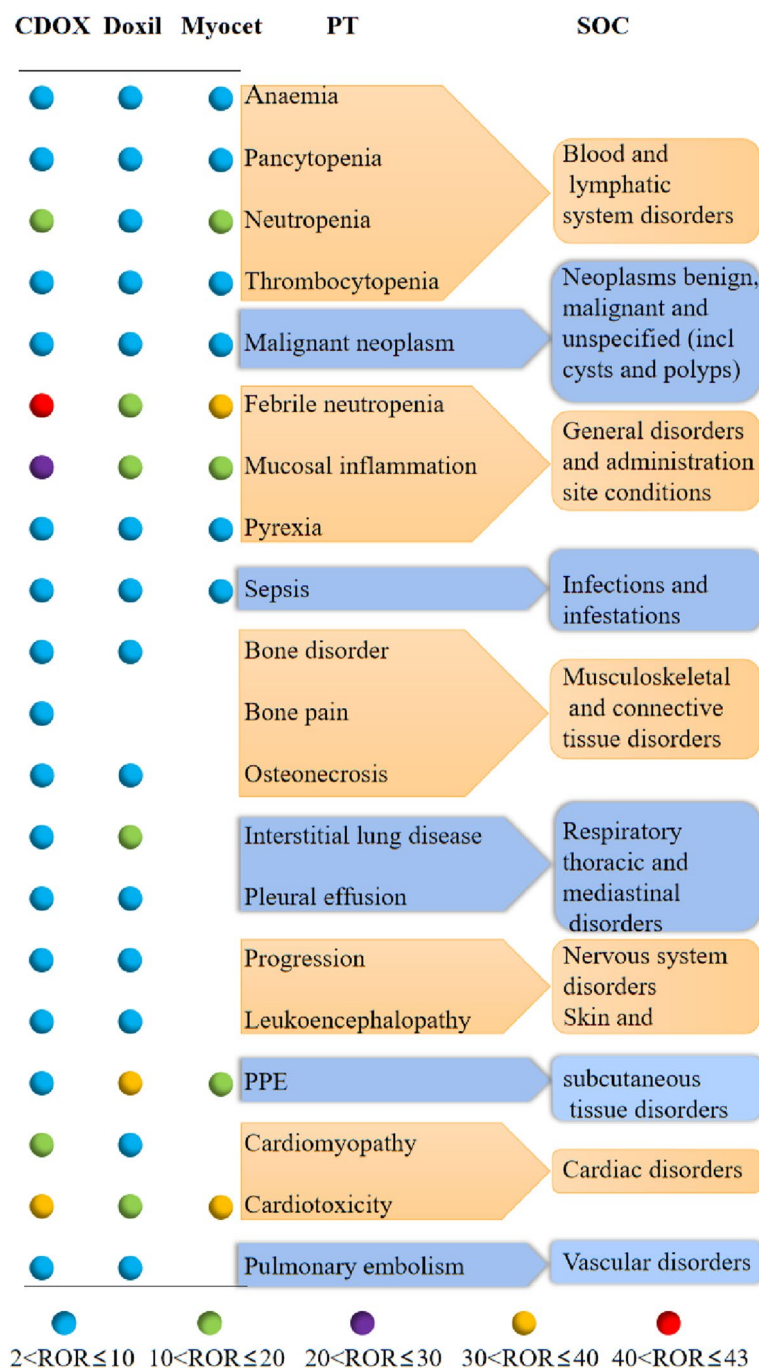 CDOX Doxil Myocet PT SOC
Anaemia
Pancytopenia
Neutropenia
Thrombocytopenia
Blood and
lymphatic
system disorders
Malignant neoplasm
Neoplasms benign,
malignant and
unspecified (incl
cysts and polyps)
Febrile neutropenia
Mucosal inflammation
Pyrexia
General disorders
and administration
site conditions
Sepsis
Infections and
infestations
Bone disorder
Bone pain
Osteonecrosis
Musculoskeletal
and connective
tissue disorders
Interstitial lung disease
Pleural effusion
Respiratory
thoracic and
mediastinal
disorders
Progression
Leukoencephalopathy
Nervous system
disorders
Skin and
PPE
subcutaneous
tissue disorders
Cardiomyopathy
Cardiotoxicity
Cardiac disorders
Pulmonary embolism
Vascular disorders
2<ROR≤10 10<ROR≤20 20<ROR≤30 30<ROR≤40 40<ROR≤43